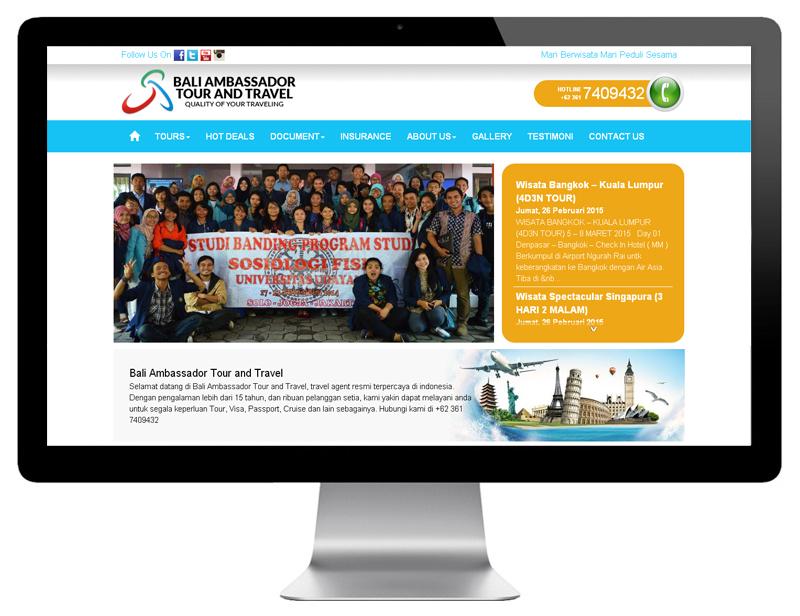 Follow Us On
Mari Berwisata Mari Peduli Sesama
BALI AMBASSADOR
TOUR AND TRAVEL
QUALITY OF YOUR TRAVELING
HOTLINE
+62 361 7409432
TOURS HOT DEALS DOCUMENT INSURANCE ABOUT US GALLERY TESTIMONI CONTACT US
STUDI BANDING PROGRAM STUDI
SOSIOLOGI FISIP
UNIVERSITAS UDAYANA
2014
SOLO - JOGJA - JAKARTA
Wisata Bangkok – Kuala Lumpur
(4D3N TOUR)
Jumat, 26 Pebruari 2015
WISATA BANGKOK – KUALA LUMPUR
(4D3N TOUR) 5 – 8 MARET 2015 Day 01
Denpasar – Bangkok – Check In Hotel ( MM )
Berkumpul di Airport Ngurah Rai untk
keberangkatan ke Bangkok dengan Air Asia.
Tiba di &nb...
Wisata Spectacular Singapura (3
HARI 2 MALAM)
Jumat, 26 Pebruari 2015
Bali Ambassador Tour and Travel
Selamat datang di Bali Ambassador Tour and Travel, travel agent resmi terpercaya di indonesia.
Dengan pengalaman lebih dari 15 tahun, dan ribuan pelanggan setia, kami yakin dapat melayani anda
untuk segala keperluan Tour, Visa, Passport, Cruise dan lain sebagainya. Hubungi kami di +62 361
7409432